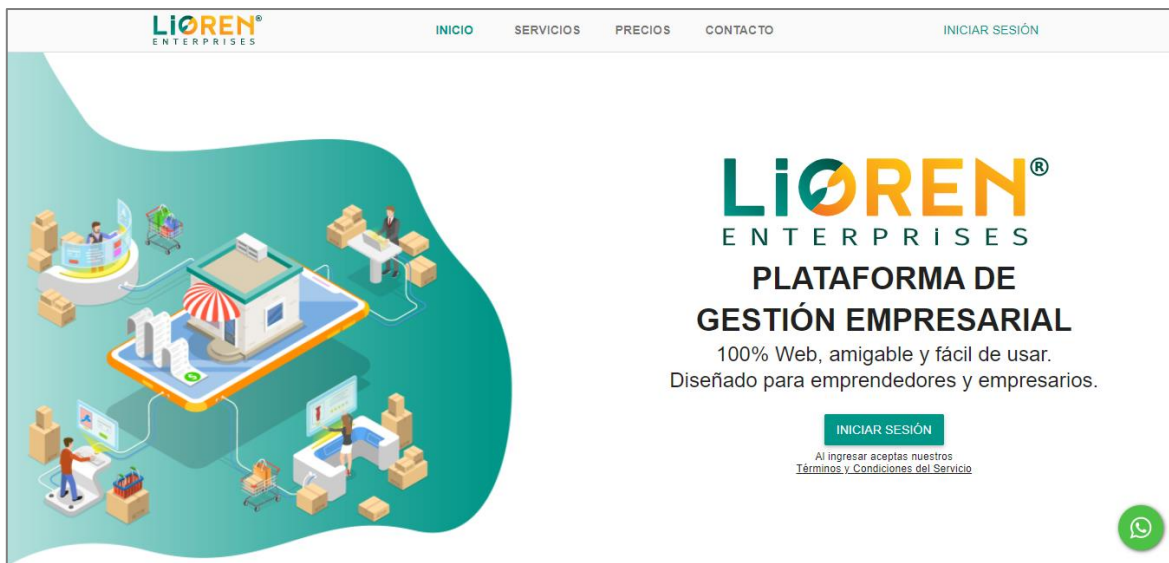 LiOREN®
ENTERPRISES
INICIO SERVICIOS PRECIOS CONTACTO INICIAR SESIÓN
LiOREN®
ENTERPRiSES
PLATAFORMA DE
GESTIÓN EMPRESARIAL
100% Web, amigable y fácil de usar.
Diseñado para emprendedores y empresarios.
INICIAR SESIÓN
Al ingresar aceptas nuestros
Términos y Condiciones del Servicio